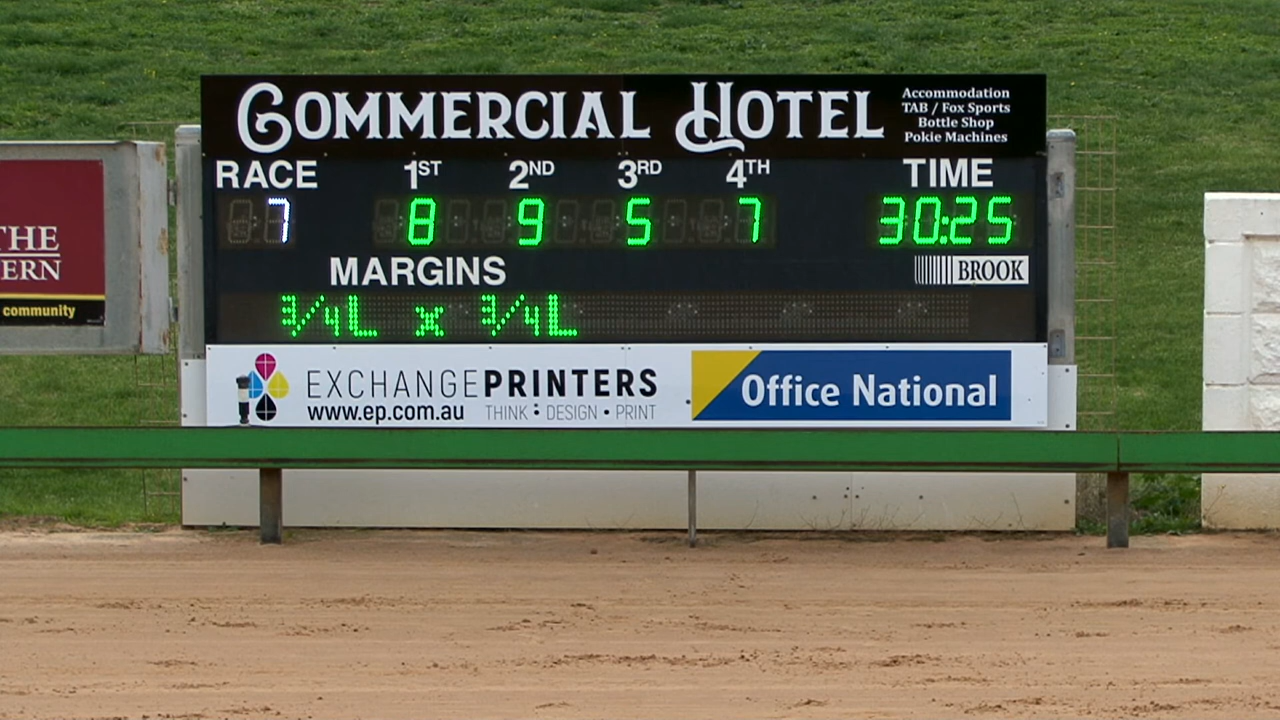 COMMERCIAL HOTEL
Accommodation
TAB / Fox Sports
Bottle Shop
Pokie Machines
RACE 1ST 2ND 3RD 4TH TIME
7 8 9 5 7 30:25
MARGINS
BROOK
¾L x ¾L
THE
ERN
community
EXCHANGEPRINTERS
www.ep.com.au THINK : DESIGN • PRINT
Office National